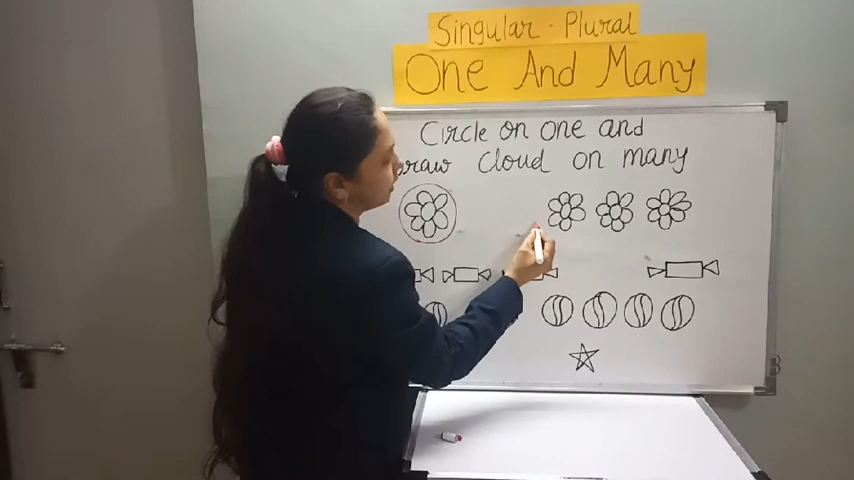 Singular - Plural
One And Many
Circle on one and
Draw Cloud on many